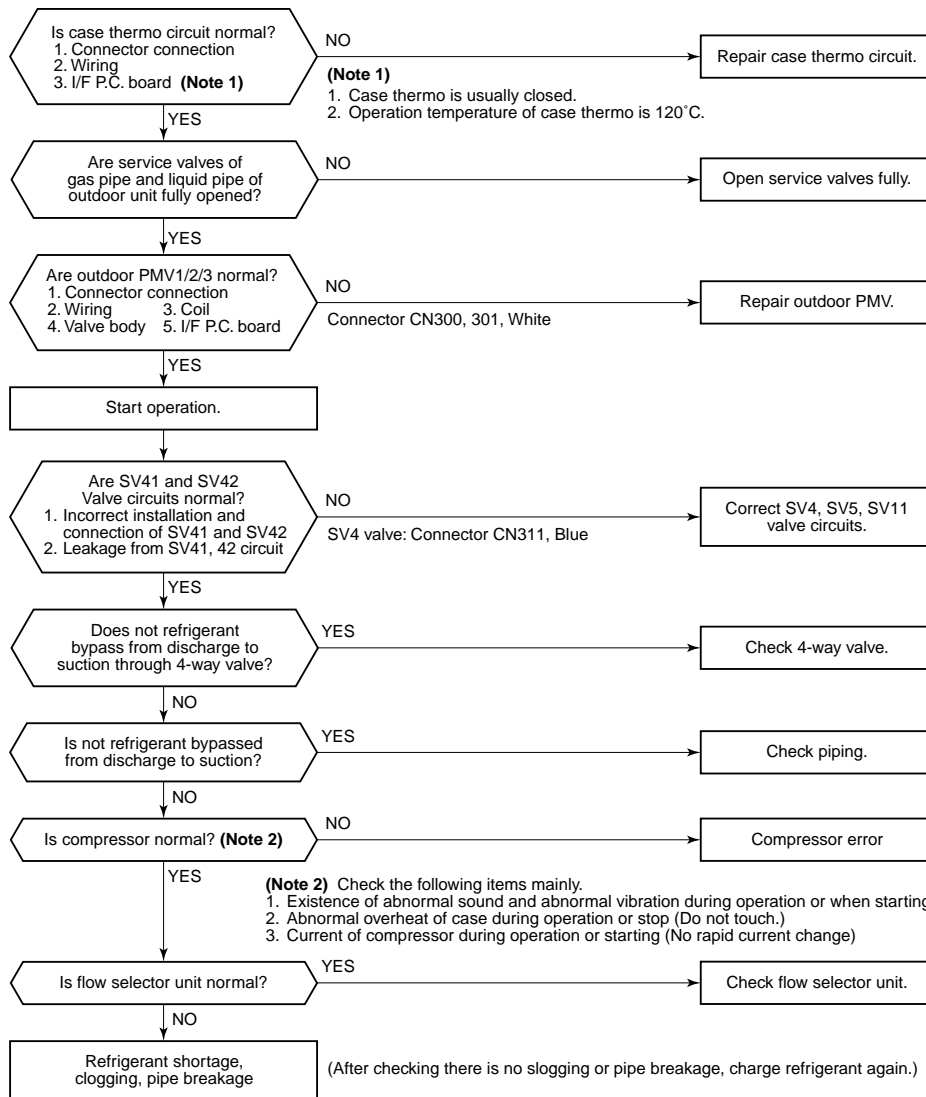 Is case thermo circuit normal?
1. Connector connection
2. Wiring
3. I/F P.C. board (Note 1)
NO
Repair case thermo circuit.
(Note 1)
1. Case thermo is usually closed.
2. Operation temperature of case thermo is 120˚C.
YES
Are service valves of
gas pipe and liquid pipe of
outdoor unit fully opened?
NO
Open service valves fully.
YES
Are outdoor PMV1/2/3 normal?
1. Connector connection
2. Wiring 3. Coil
4. Valve body 5. I/F P.C. board
NO
Connector CN300, 301, White
Repair outdoor PMV.
YES
Start operation.
Are SV41 and SV42
Valve circuits normal?
1. Incorrect installation and
connection of SV41 and SV42
2. Leakage from SV41, 42 circuit
NO
SV4 valve: Connector CN311, Blue
Correct SV4, SV5, SV11
valve circuits.
YES
Does not refrigerant
bypass from discharge to
suction through 4-way valve?
YES
Check 4-way valve.
NO
Is not refrigerant bypassed
from discharge to suction?
YES
Check piping.
NO
Is compressor normal? (Note 2)
NO
Compressor error
YES
(Note 2) Check the following items mainly.
1. Existence of abnormal sound and abnormal vibration during operation or when starting
2. Abnormal overheat of case during operation or stop (Do not touch.)
3. Current of compressor during operation or starting (No rapid current change)
Is flow selector unit normal?
YES
Check flow selector unit.
NO
Refrigerant shortage,
clogging, pipe breakage
(After checking there is no slogging or pipe breakage, charge refrigerant again.)